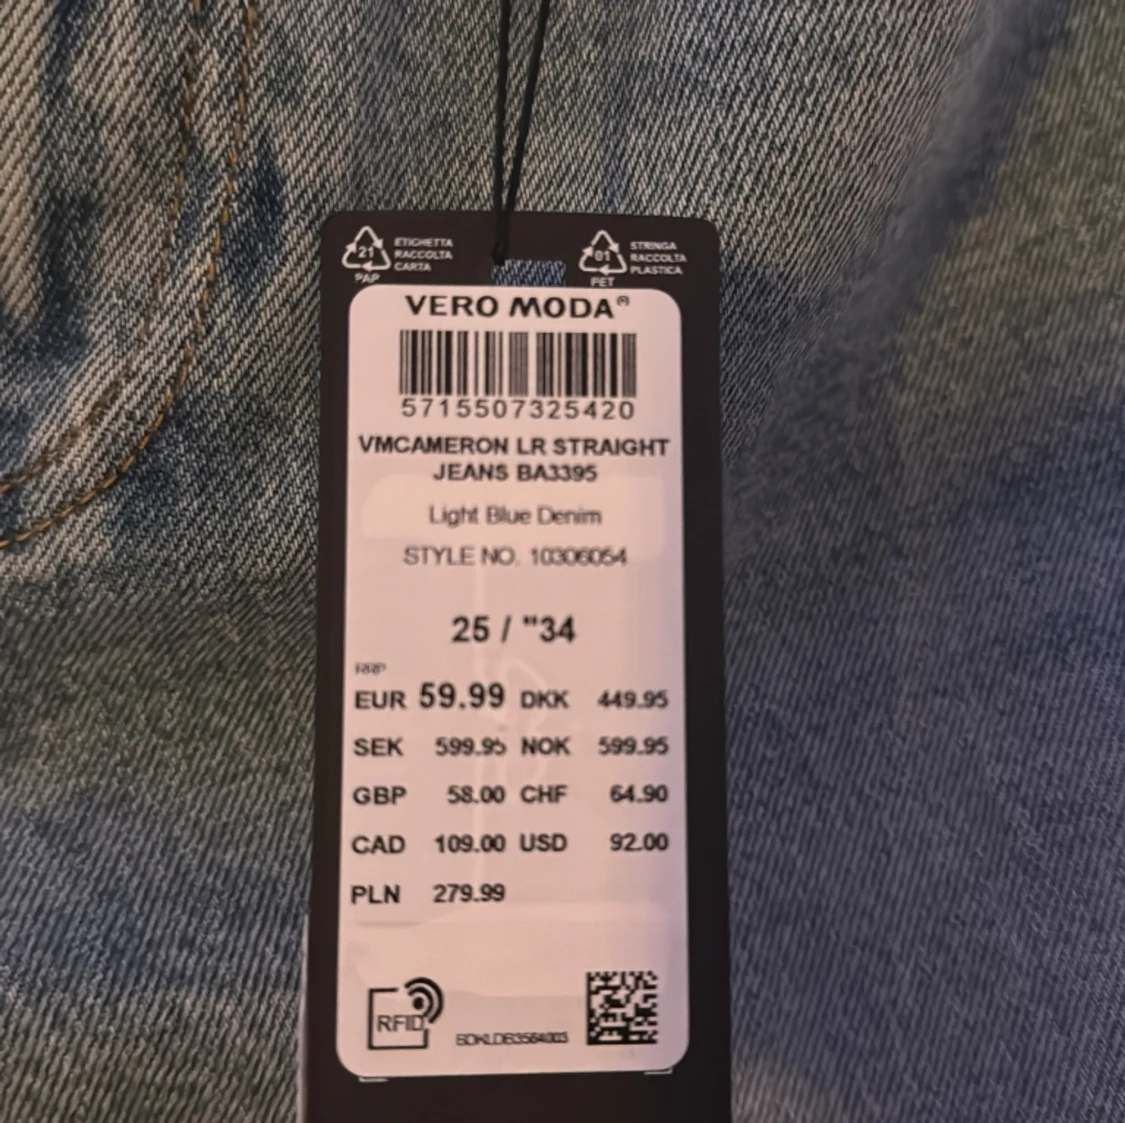 21
PAP
ETICHETTA
RACCOLTA
CARTA
01
PET
STRINGA
RACCOLTA
PLASTICA
VERO MODA®
5715507325420
VMCAMERON LR STRAIGHT
JEANS BA3395
Light Blue Denim
STYLE NO. 10306054
25 / "34
RRP
EUR 59.99 DKK 449.95
SEK 599.95 NOK 599.95
GBP 58.00 CHF 64.90
CAD 109.00 USD 92.00
PLN 279.99
RFID